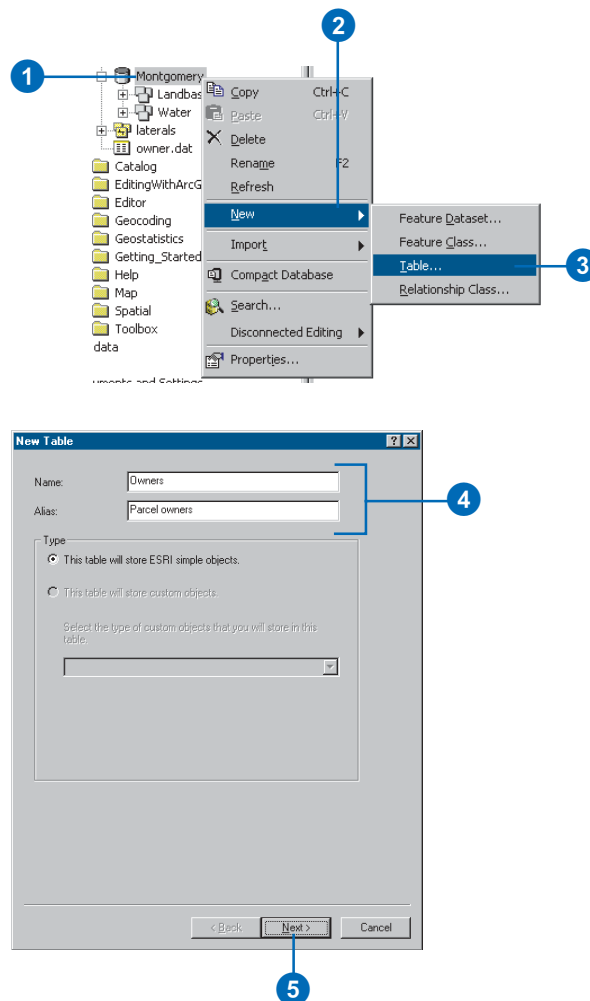 2
1
Montgomery
Landbas
Water
laterals
owner.dat
Catalog
EditingWithArcG
Editor
Geocoding
Geostatistics
Getting_Started
Help
Map
Spatial
Toolbox
data
uments and Settings
Copy Ctrl+C
Paste Ctrl+V
Delete
Rename F2
Refresh
New
Import
Compact Database
Search...
Disconnected Editing
Properties...
Feature Dataset...
Feature Class...
Table...
Relationship Class...
3
New Table
Name: Owners
Alias: Parcel owners
4
Type
This table will store ESRI simple objects.
This table will store custom objects.
Select the type of custom objects that you will store in this
table.
< Back Next > Cancel
5